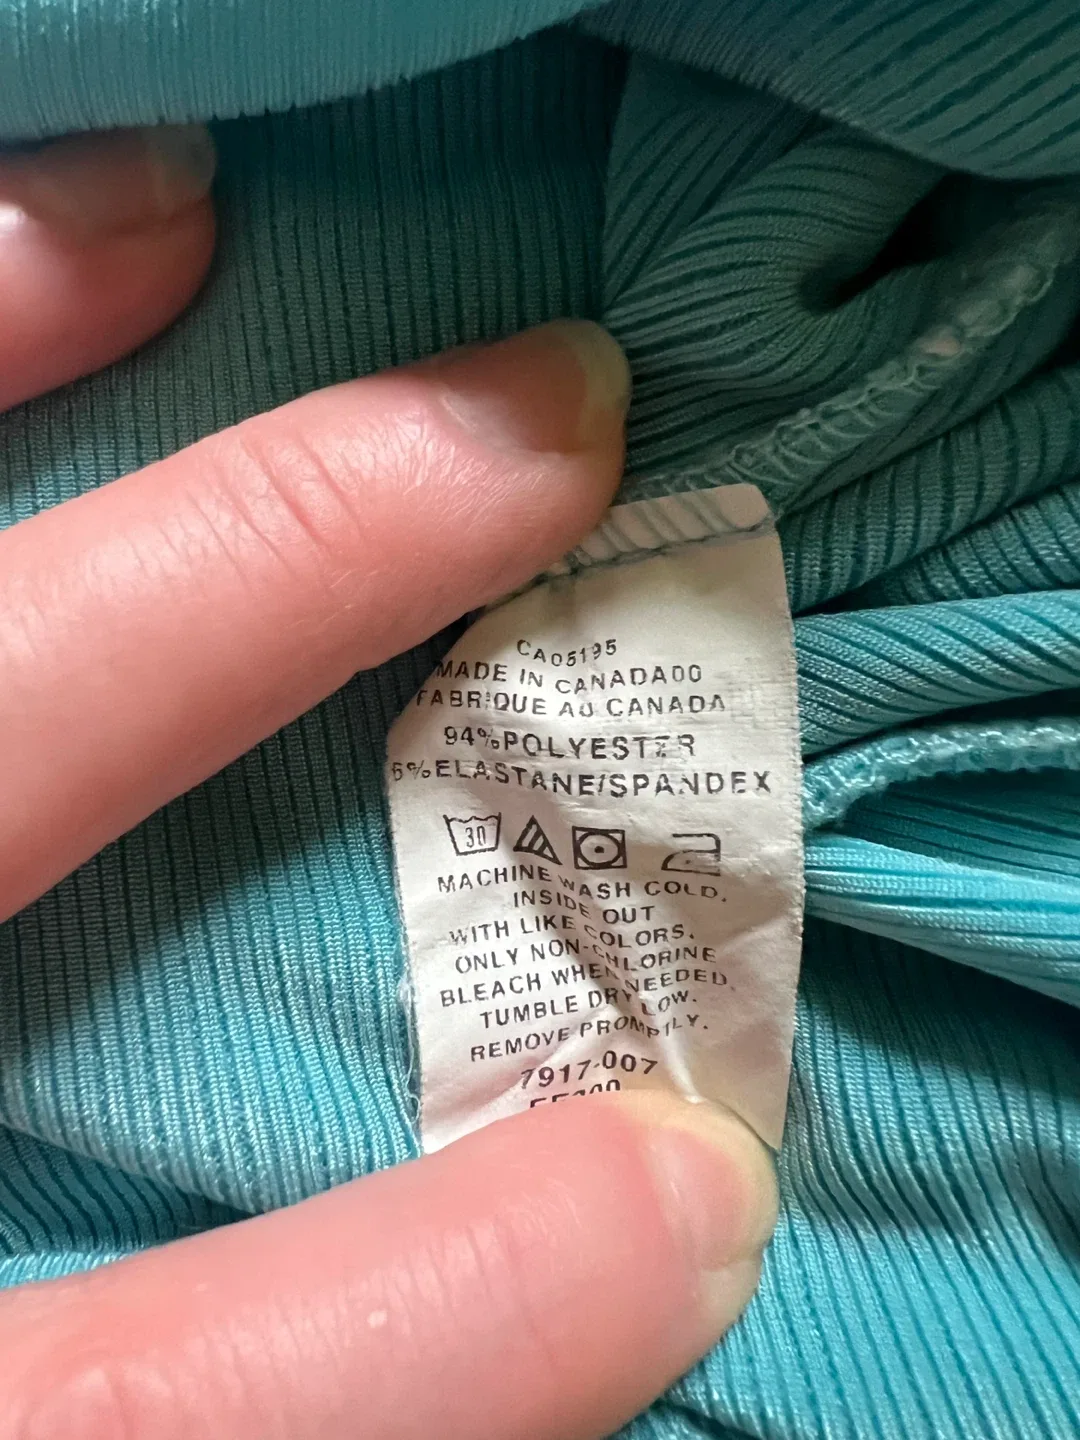 CA05195
MADE IN CANADA00
FABRIQUE AU CANADA
94%POLYESTER
6%ELASTANE/SPANDEX
30
MACHINE WASH COLD,
INSIDE OUT
WITH LIKE COLORS.
ONLY NON-CHLORINE
BLEACH WHEN NEEDED.
TUMBLE DRY LOW.
REMOVE PROMPTLY.
7917-007